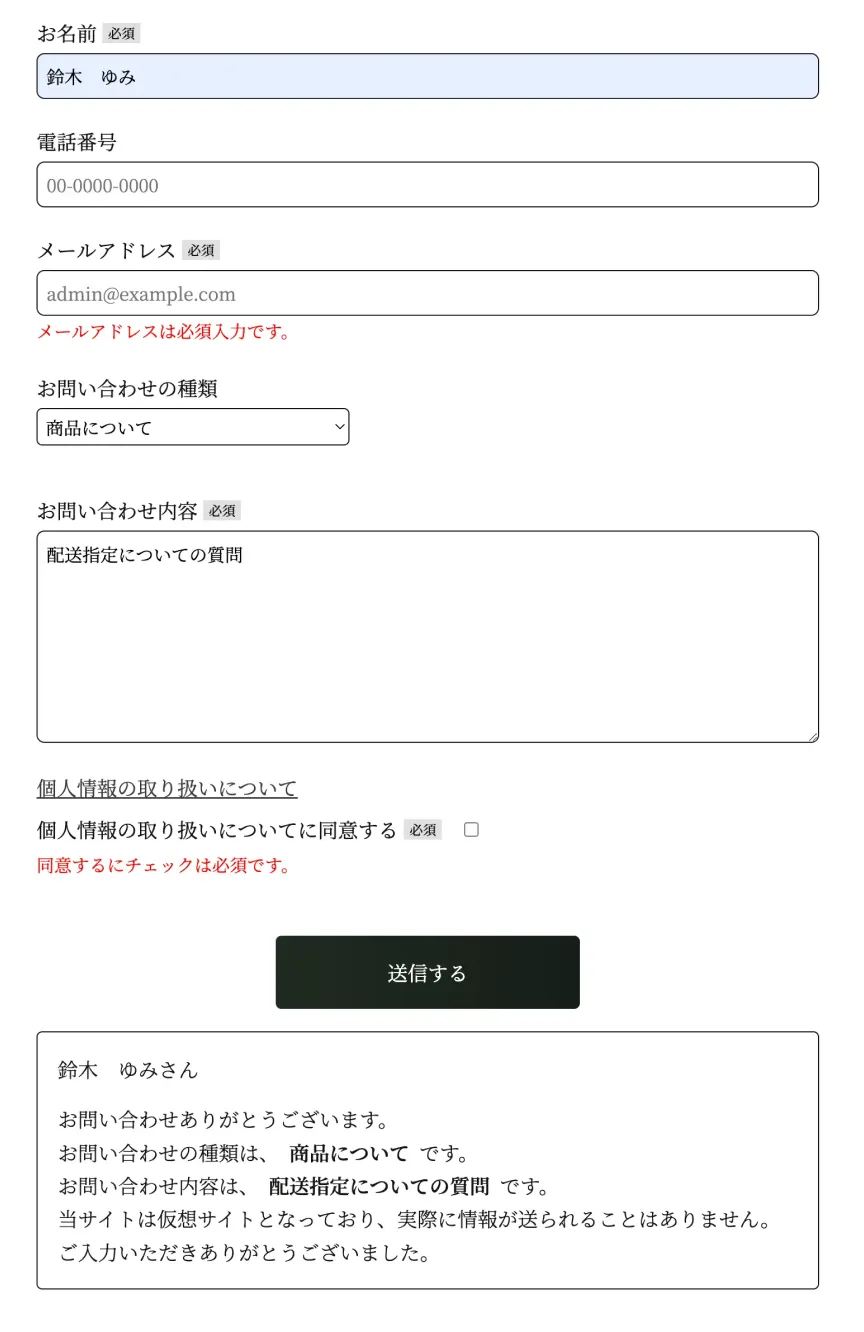 お名前 必須
鈴木　ゆみ
電話番号
00-0000-0000
メールアドレス 必須
admin@example.com
メールアドレスは必須入力です。
お問い合わせの種類
商品について
お問い合わせ内容 必須
配送指定についての質問
個人情報の取り扱いについて
個人情報の取り扱いについてに同意する 必須
同意するにチェックは必須です。
送信する
鈴木　ゆみさん
お問い合わせありがとうございます。
お問い合わせの種類は、 商品について です。
お問い合わせ内容は、 配送指定についての質問 です。
当サイトは仮想サイトとなっており、実際に情報が送られることはありません。
ご入力いただきありがとうございました。